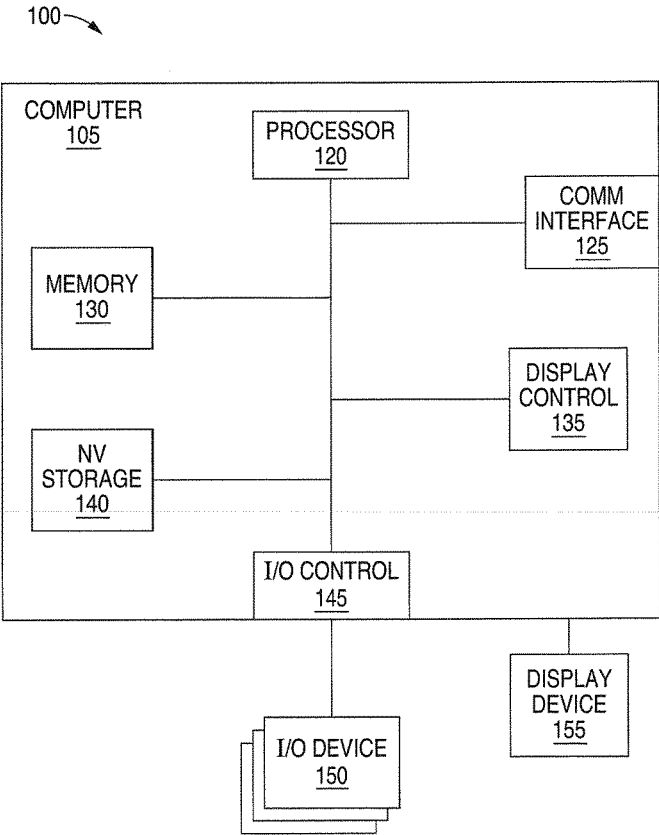 100
COMPUTER
105
PROCESSOR
120
COMM
INTERFACE
125
MEMORY
130
DISPLAY
CONTROL
135
NV
STORAGE
140
I/O CONTROL
145
I/O DEVICE
150
DISPLAY
DEVICE
155